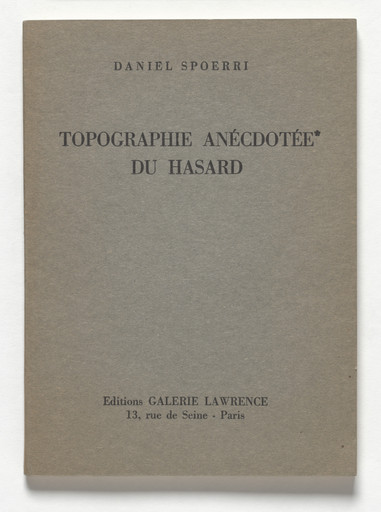 DANIEL SPOERRI
TOPOGRAPHIE ANÉCDOTÉE*
DU HASARD
Editions GALERIE LAWRENCE
13, rue de Seine - Paris